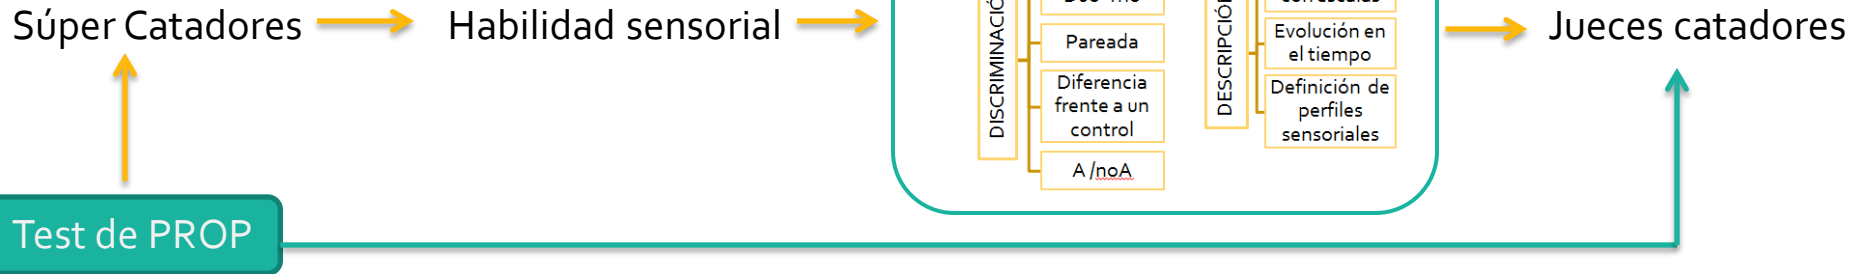 Súper Catadores
Habilidad sensorial
DISCRIMINACIÓ
Pareada
Diferencia
frente a un
control
A /noA
DESCRIPCIÓ
Evolución en
el tiempo
Definición de
perfiles
sensoriales
Jueces catadores
Test de PROP